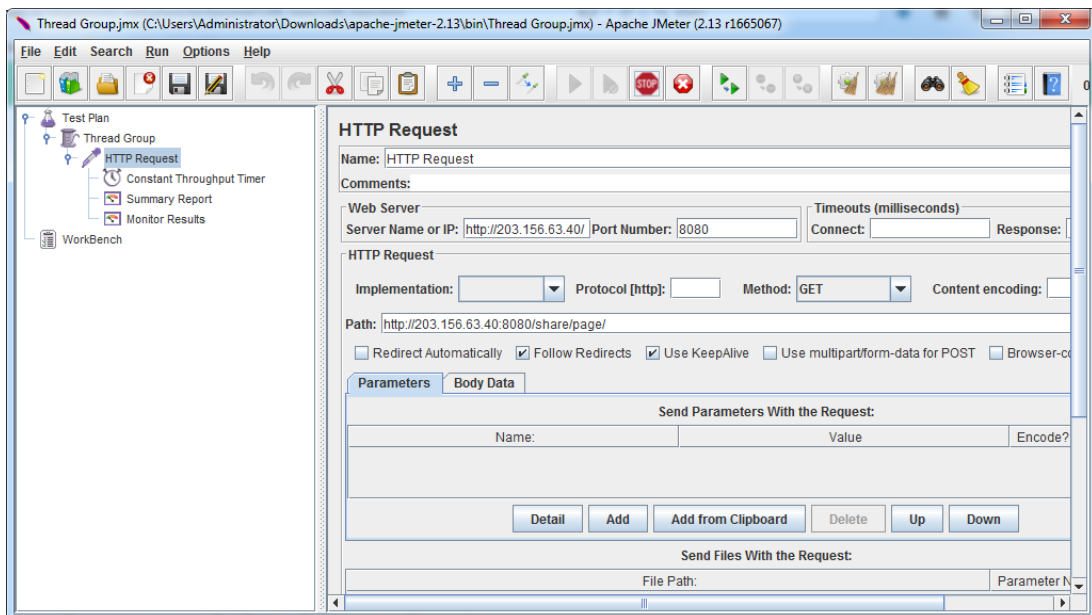 Thread Group.jmx (C:\Users\Administrator\Downloads\apache-jmeter-2.13\bin\Thread Group.jmx) - Apache JMeter (2.13 r1665067)
File Edit Search Run Options Help
STOP
0
Test Plan
Thread Group
HTTP Request
Constant Throughput Timer
Summary Report
Monitor Results
WorkBench
HTTP Request
Name: HTTP Request
Comments:
Web Server
Timeouts (milliseconds)
Server Name or IP: http://203.156.63.40/ Port Number: 8080 Connect: Response:
HTTP Request
Implementation: Protocol [http]: Method: GET Content encoding:
Path: http://203.156.63.40:8080/share/page/
Redirect Automatically Follow Redirects Use KeepAlive Use multipart/form-data for POST Browser-co
Parameters Body Data
Send Parameters With the Request:
Name: Value Encode?
Detail Add Add from Clipboard Delete Up Down
Send Files With the Request:
File Path: Parameter N